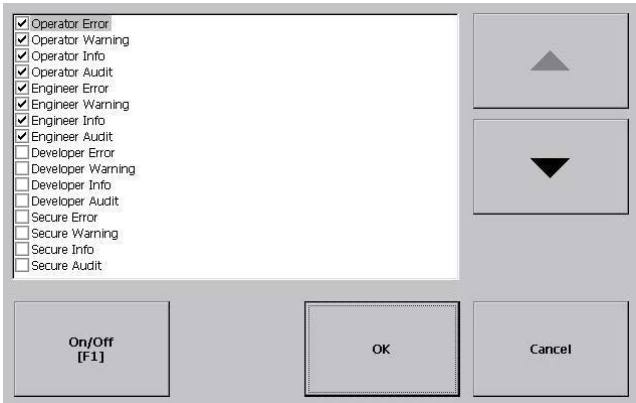 Operator Error
Operator Warning
Operator Info
Operator Audit
Engineer Error
Engineer Warning
Engineer Info
Engineer Audit
Developer Error
Developer Warning
Developer Info
Developer Audit
Secure Error
Secure Warning
Secure Info
Secure Audit
On/Off
[F1]
OK
Cancel